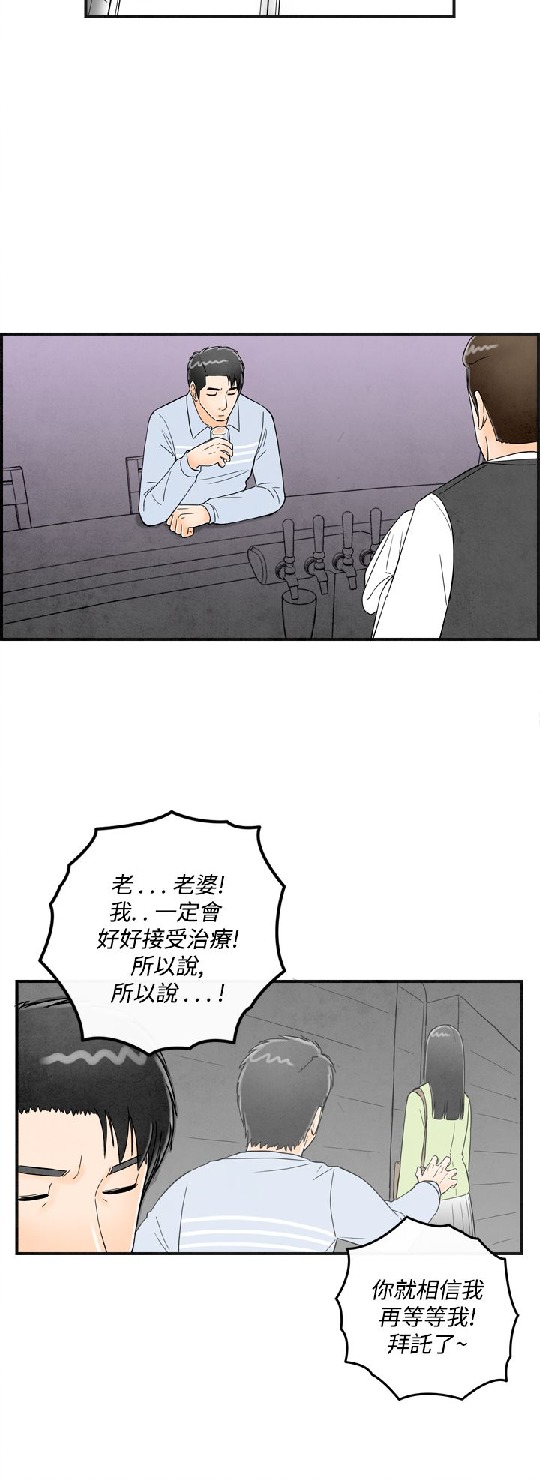 老...老婆!
我..一定會
好好接受治療!
所以說,
所以說...!
你就相信我
再等等我!
拜託了~